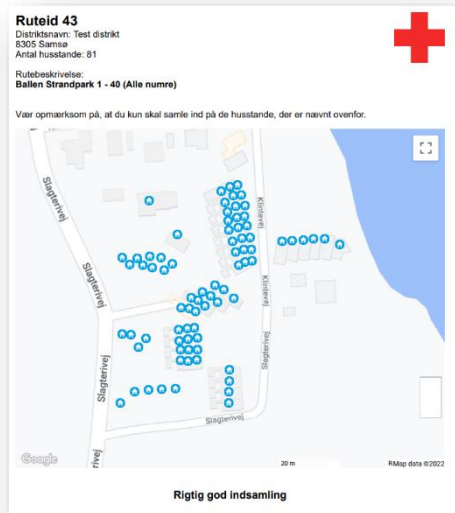 Ruteid 43
Distriktsnavn: Test distrikt
8305 Samsø
Antal husstande: 81
Rutebeskrivelse:
Ballen Strandpark 1 - 40 (Alle numre)
Vær opmærksom på, at du kun skal samle ind på de husstande, der er nævnt ovenfor.
Slagterivej
Klintevej
Slagterivej
Klintevej
Slagterivej
Slagterivej
Slagterivej
rivej
Google
20 m
RMap data ©2022
Rigtig god indsamling